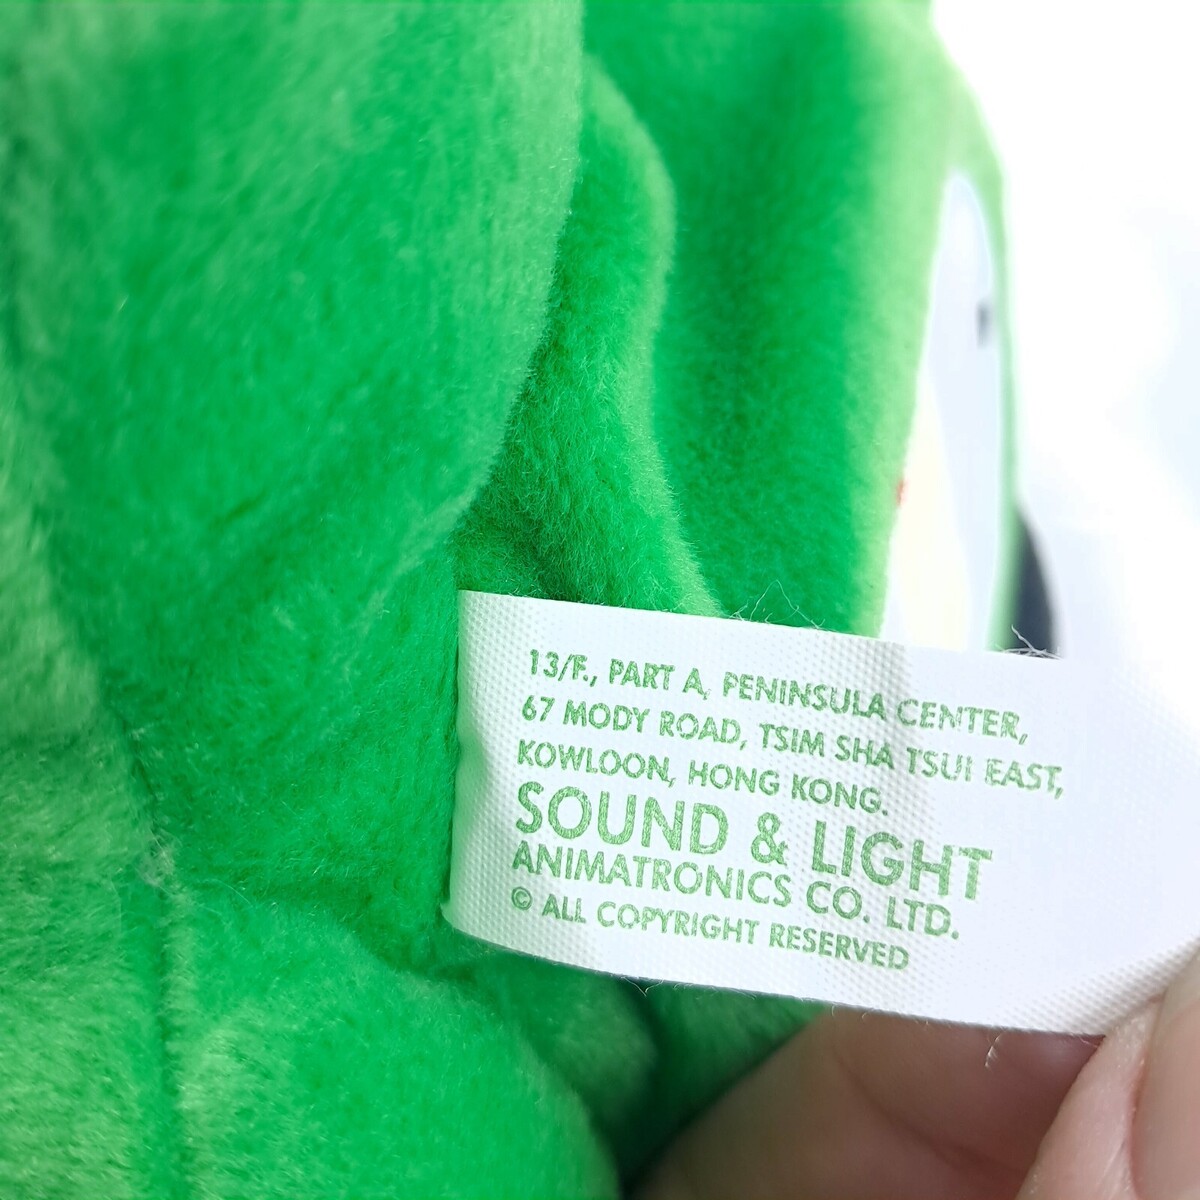 13/F., PART A, PENINSULA CENTER,
67 MODY ROAD, TSIM SHA TSUI EAST,
KOWLOON, HONG KONG.
SOUND & LIGHT
ANIMATRONICS CO. LTD.
© ALL COPYRIGHT RESERVED